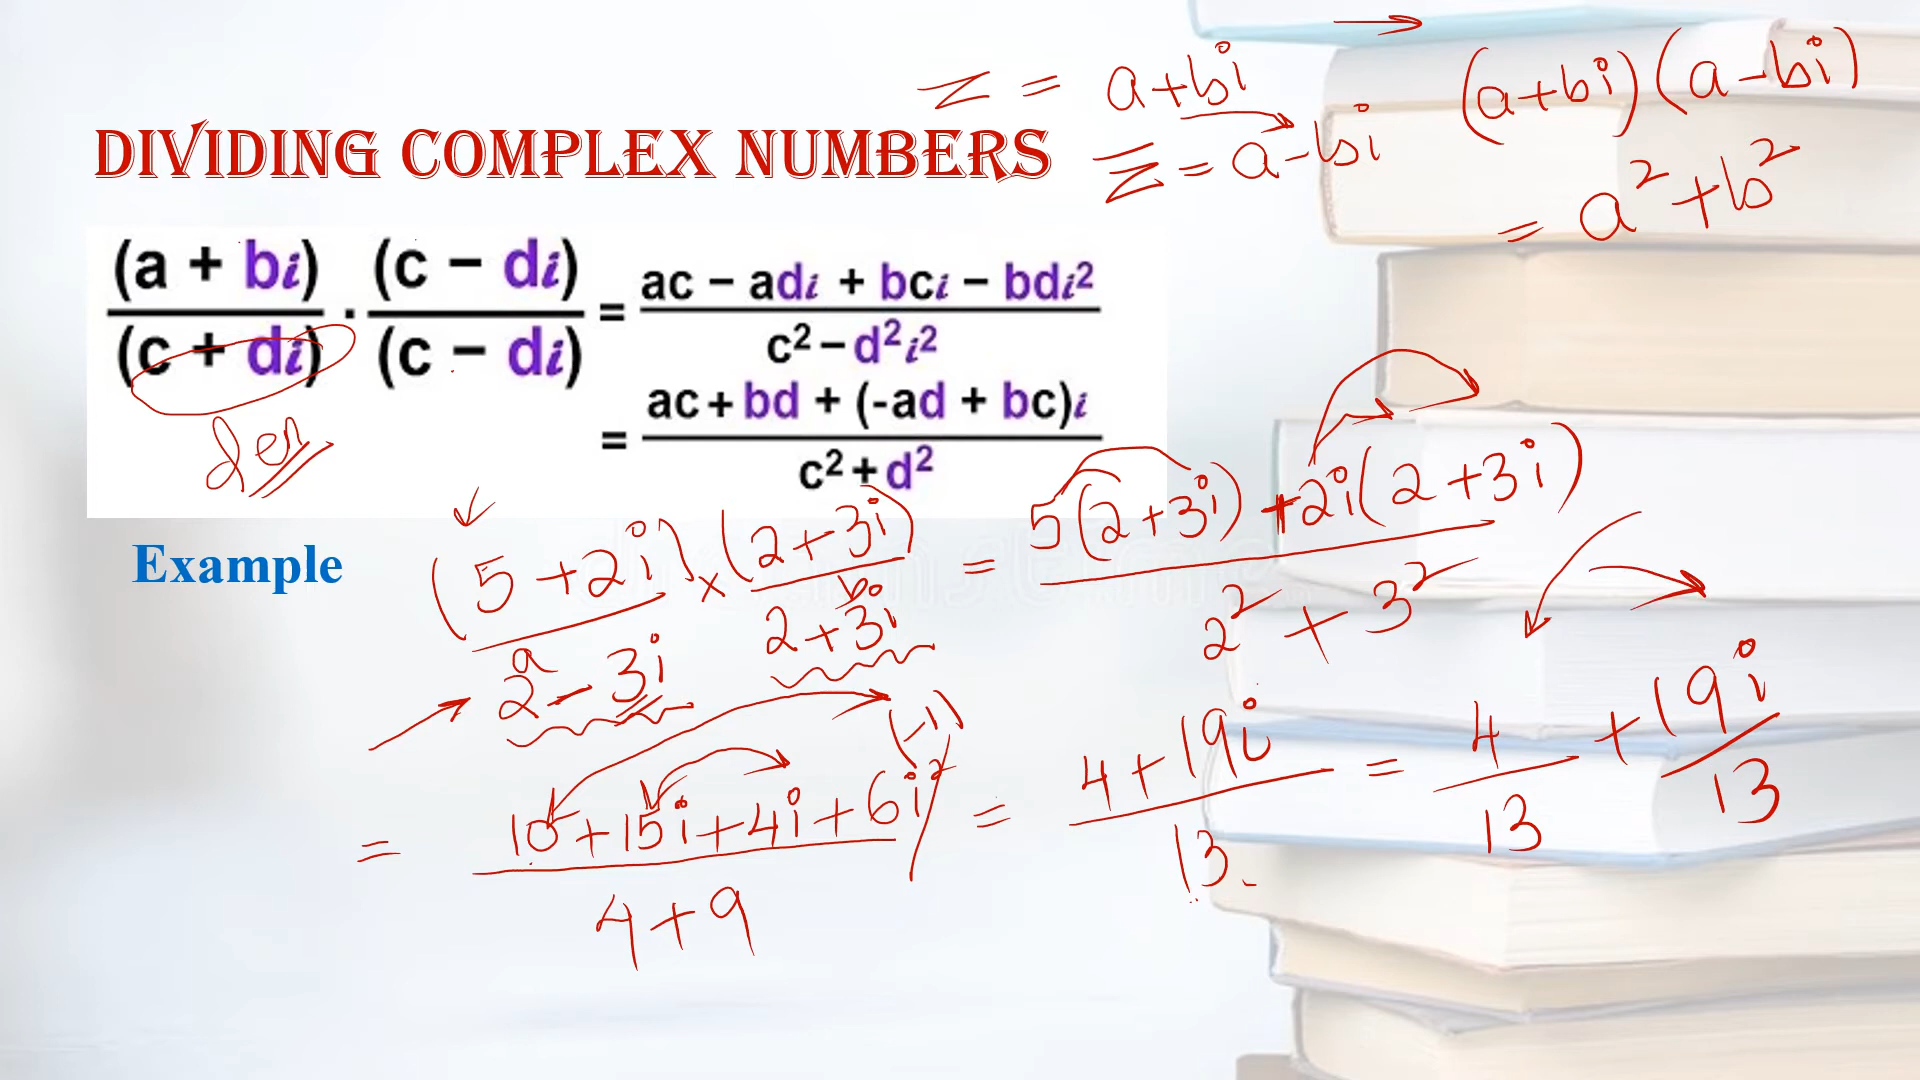 z = a+bi
z̅ = a-bi
(a+bi)(a-bi)
= a²+b²
DIVIDING COMPLEX NUMBERS
(a + bi)/(c + di) · (c − di)/(c − di) = (ac − adi + bci − bdi²)/(c² − d²i²)
= (ac + bd + (-ad + bc)i)/(c² + d²)
den
Example
(5+2i)/(2-3i) × (2+3i)/(2+3i) = (5(2+3i)+2i(2+3i))/(2²+3²)
a b
(-1)
= (10+15i+4i+6i²)/(4+9) = (4+19i)/13 = 4/13 + 19i/13